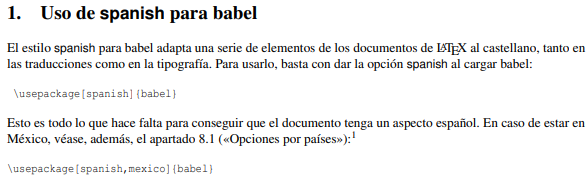 1. Uso de spanish para babel
El estilo spanish para babel adapta una serie de elementos de los documentos de LATEX al castellano, tanto en
las traducciones como en la tipografía. Para usarlo, basta con dar la opción spanish al cargar babel:
\usepackage[spanish]{babel}
Esto es todo lo que hace falta para conseguir que el documento tenga un aspecto español. En caso de estar en
México, véase, además, el apartado 8.1 («Opciones por países»):1
\usepackage[spanish,mexico]{babel}